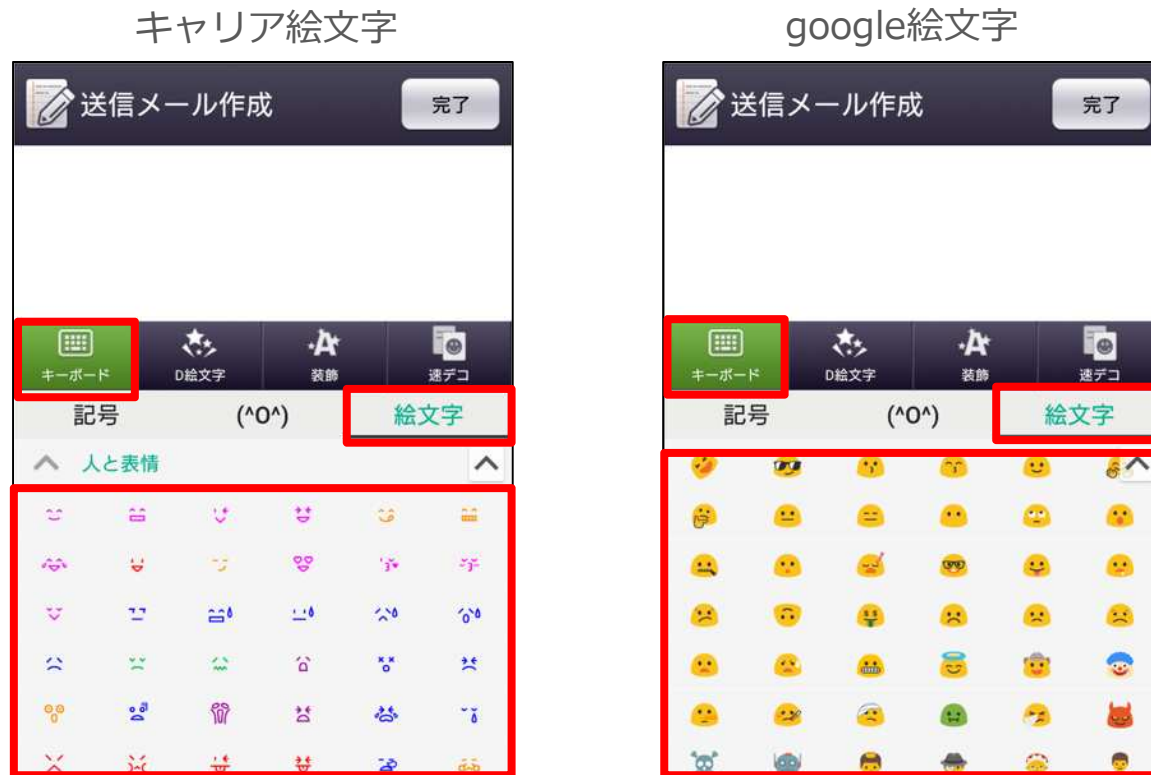 キャリア絵文字
送信メール作成
完了
キーボード
D絵文字
装飾
速デコ
記号
(^O^)
絵文字
人と表情
google絵文字
送信メール作成
完了
キーボード
D絵文字
装飾
速デコ
記号
(^O^)
絵文字